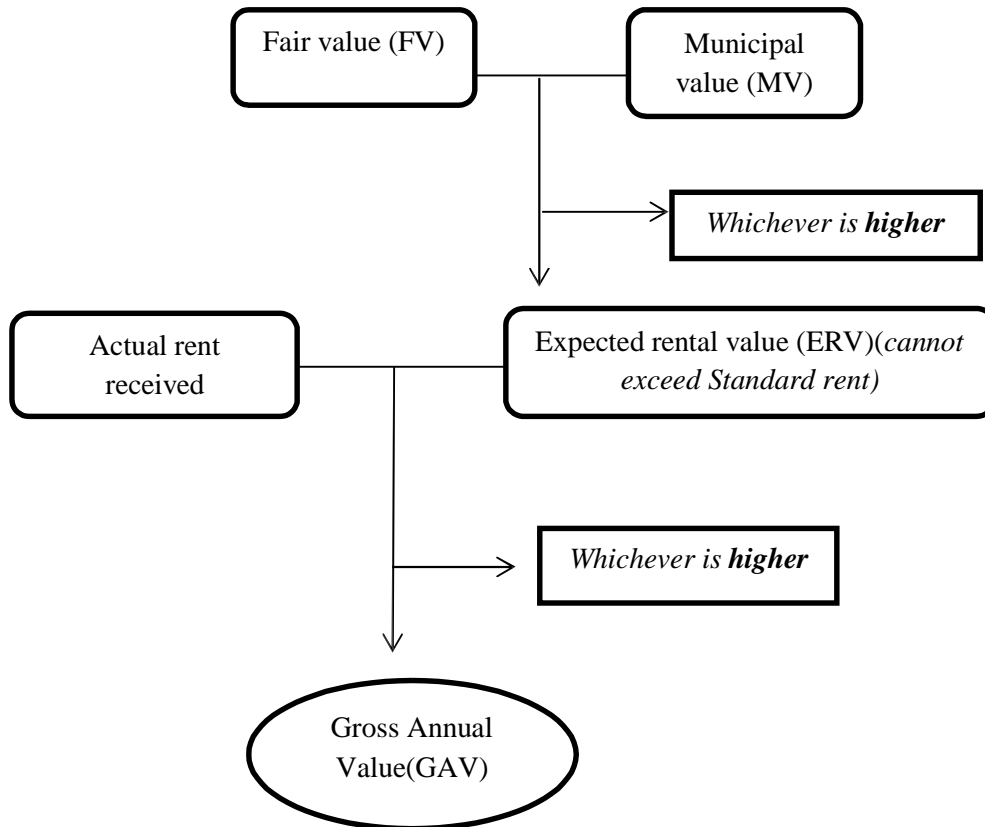 Fair value (FV)
Municipal
value (MV)
Whichever is higher
Actual rent
received
Expected rental value (ERV)(cannot
exceed Standard rent)
Whichever is higher
Gross Annual
Value(GAV)